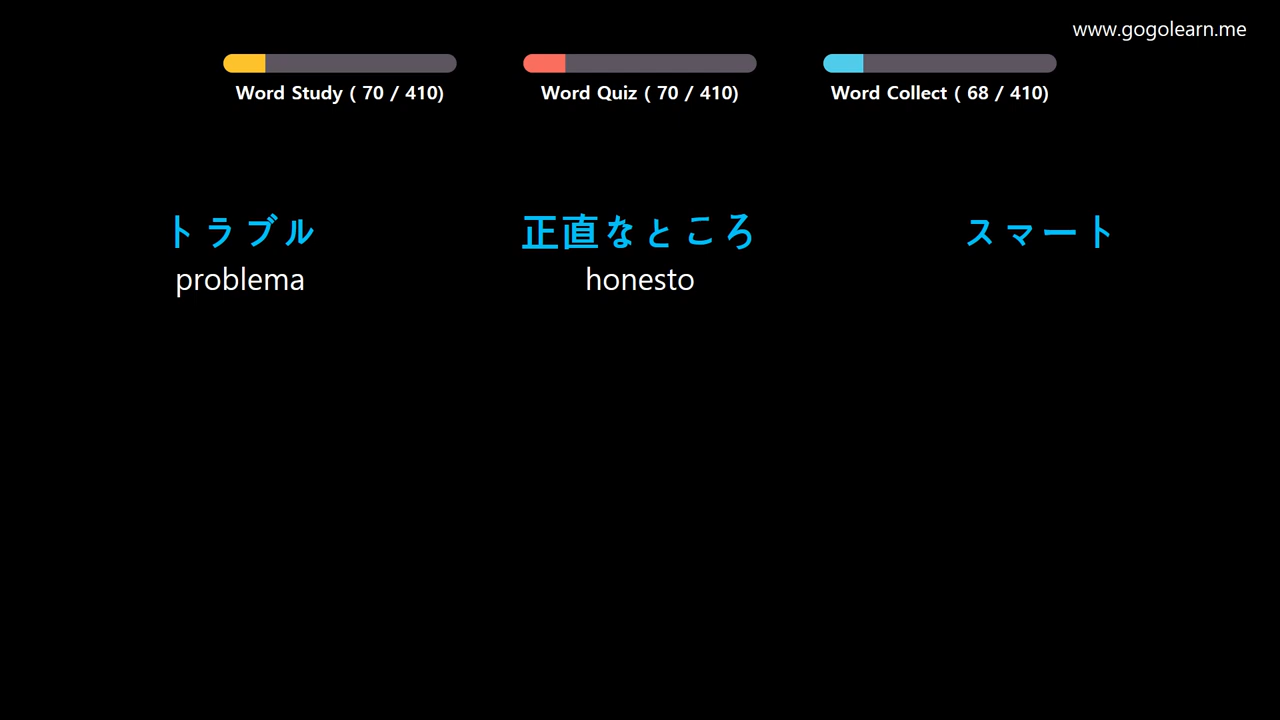 www.gogolearn.me
Word Study ( 70 / 410)
Word Quiz ( 70 / 410)
Word Collect ( 68 / 410)
トラブル
problema
正直なところ
honesto
スマート